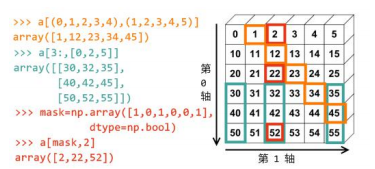 >>> a[(0,1,2,3,4),(1,2,3,4,5)]
array([1,12,23,34,45])
>>> a[3:,[0,2,5]]
array([[30,32,35],
[40,42,45],
[50,52,55]])
>>> mask=np.array([1,0,1,0,0,1],
dtype=np.bool)
>>> a[mask,2]
array([2,22,52])
第0轴
0 1 2 3 4 5
10 11 12 13 14 15
20 21 22 23 24 25
30 31 32 33 34 35
40 41 42 43 44 45
50 51 52 53 54 55
第 1 轴